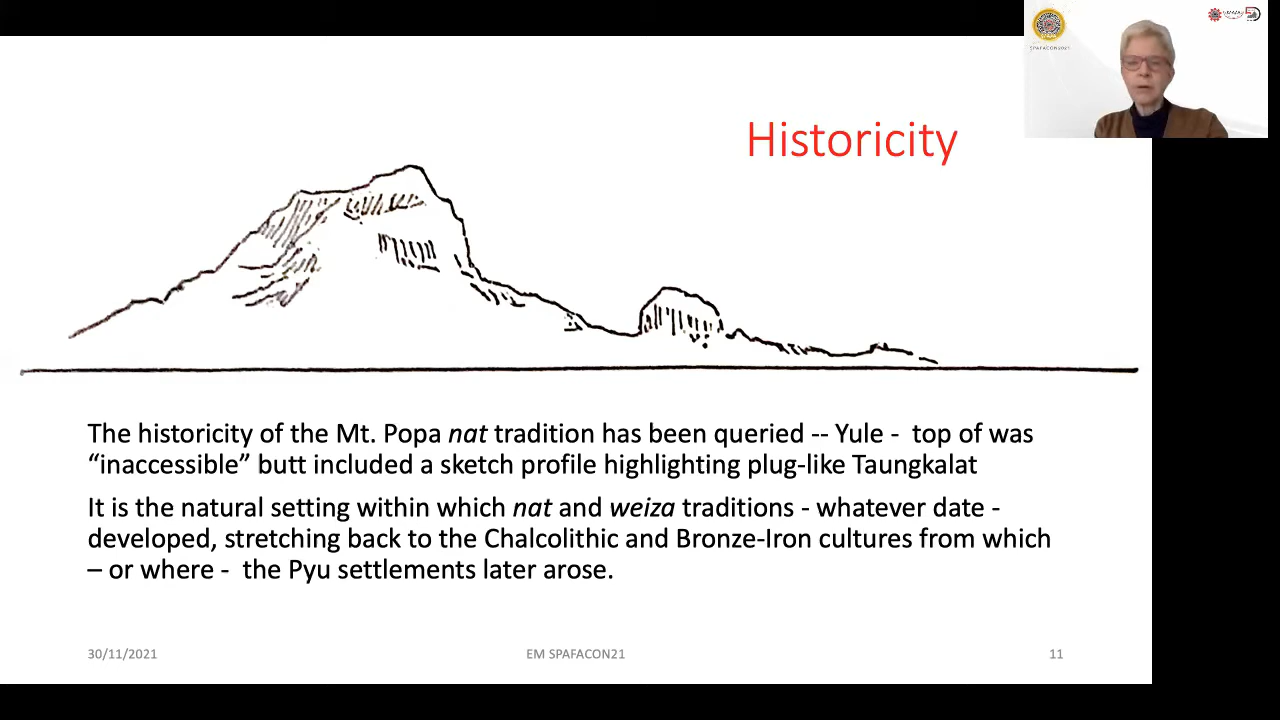 SPAFACON2021
Historicity
The historicity of the Mt. Popa nat tradition has been queried -- Yule - top of was
“inaccessible” butt included a sketch profile highlighting plug-like Taungkalat
It is the natural setting within which nat and weiza traditions - whatever date -
developed, stretching back to the Chalcolithic and Bronze-Iron cultures from which
– or where - the Pyu settlements later arose.
30/11/2021
EM SPAFACON21
11